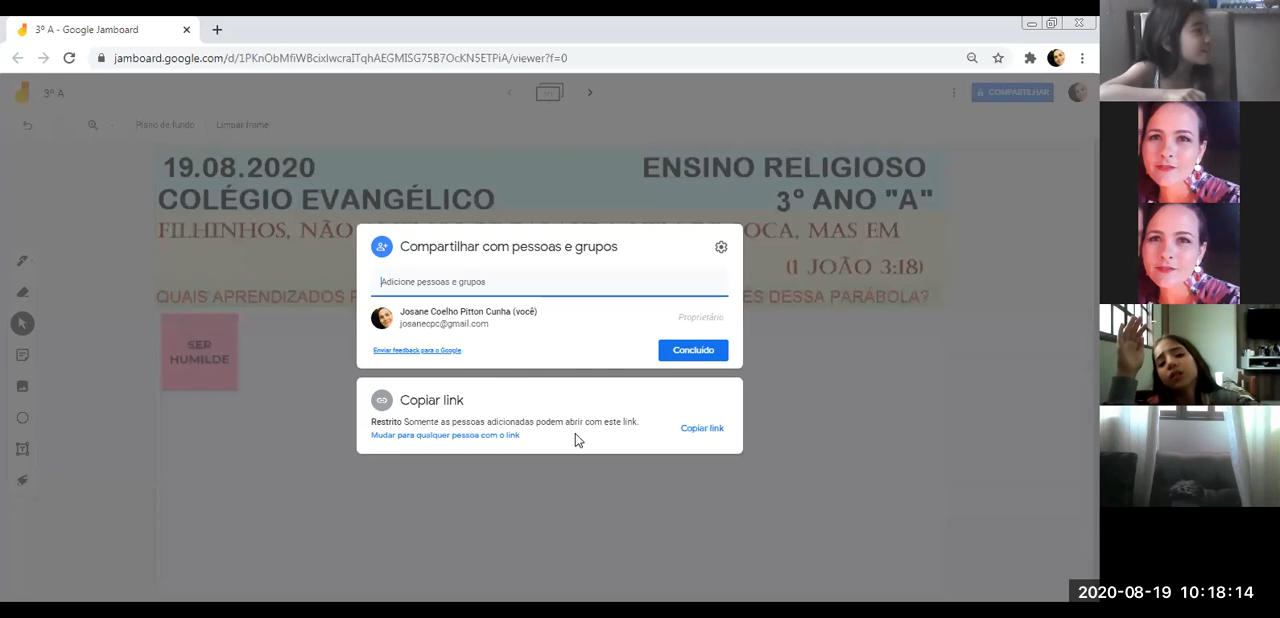 3º A - Google Jamboard
jamboard.google.com/d/1PKnObMfiWBcixlwcraITqhAEGMISG75B7OcKN5ETPiA/viewer?f=0
3º A
COMPARTILHAR
Plano de fundo
Limpar frame
19.08.2020
ENSINO RELIGIOSO
COLÉGIO EVANGÉLICO
3º ANO "A"
FILHINHOS, NÃO
OCA, MAS EM
(1 JOÃO 3:18)
QUAIS APRENDIZADOS
ES DESSA PARÁBOLA?
SER
HUMILDE
Compartilhar com pessoas e grupos
Adicione pessoas e grupos
Josane Coelho Pitton Cunha (você)
josanecpc@gmail.com
Proprietário
Enviar feedback para o Google
Concluído
Copiar link
Restrito Somente as pessoas adicionadas podem abrir com este link.
Mudar para qualquer pessoa com o link
Copiar link
2020-08-19 10:18:14